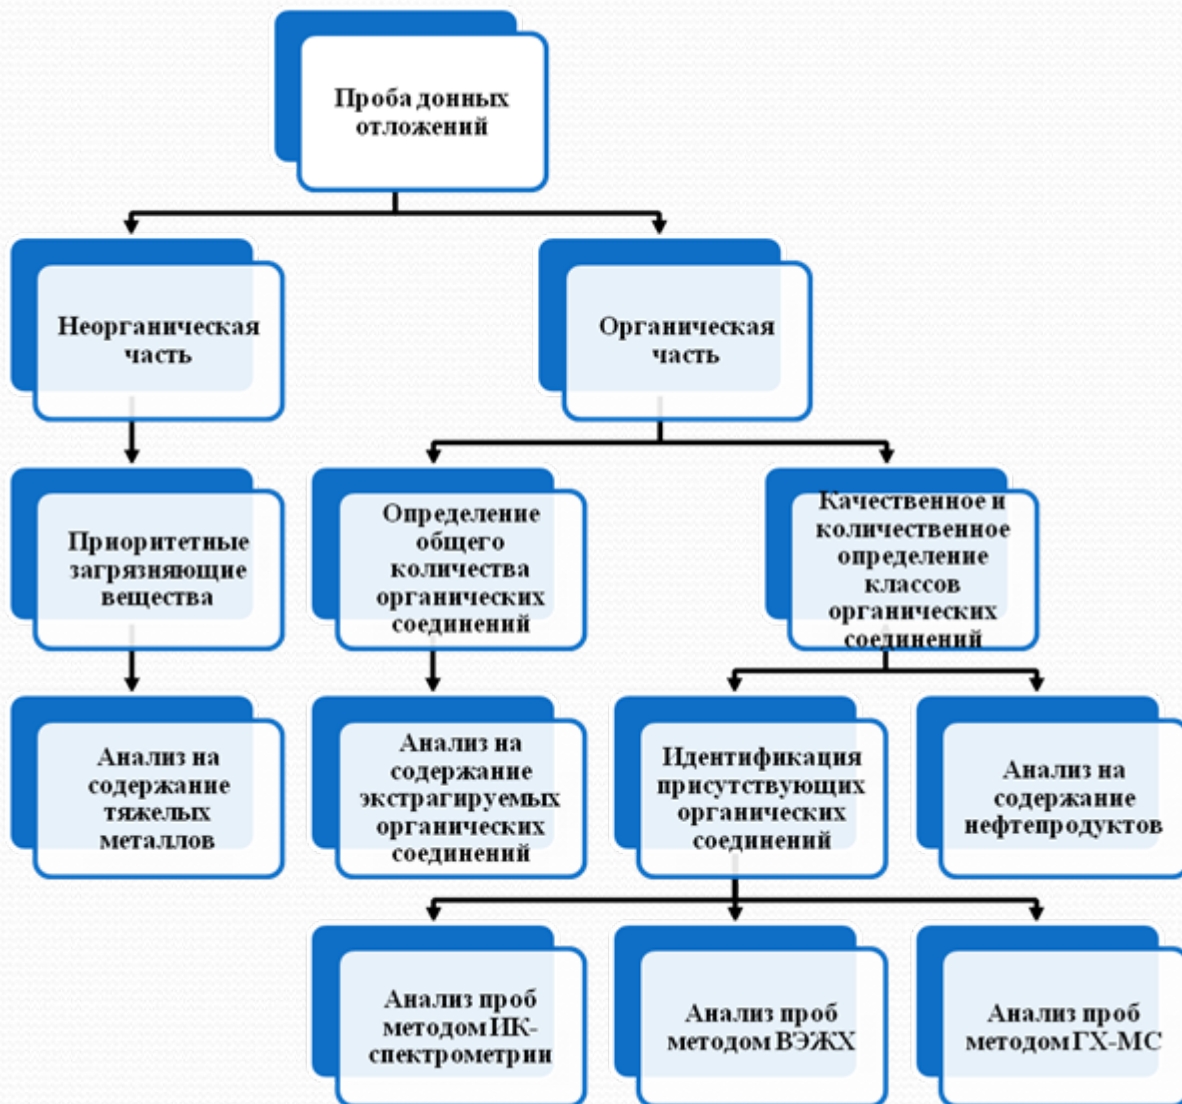 Проба донных
отложений
Неорганическая
часть
Органическая
часть
Приоритетные
загрязняющие
вещества
Определение
общего
количества
органических
соединений
Качественное и
количественное
определение
классов
органических
соединений
Анализ на
содержание
тяжелых
металлов
Анализ на
содержание
экстрагируемых
органических
соединений
Идентификация
присутствующих
органических
соединений
Анализ на
содержание
нефтепродуктов
Анализ проб
методом ИК-
спектрометрии
Анализ проб
методом ВЭЖХ
Анализ проб
методом ГХ-МС